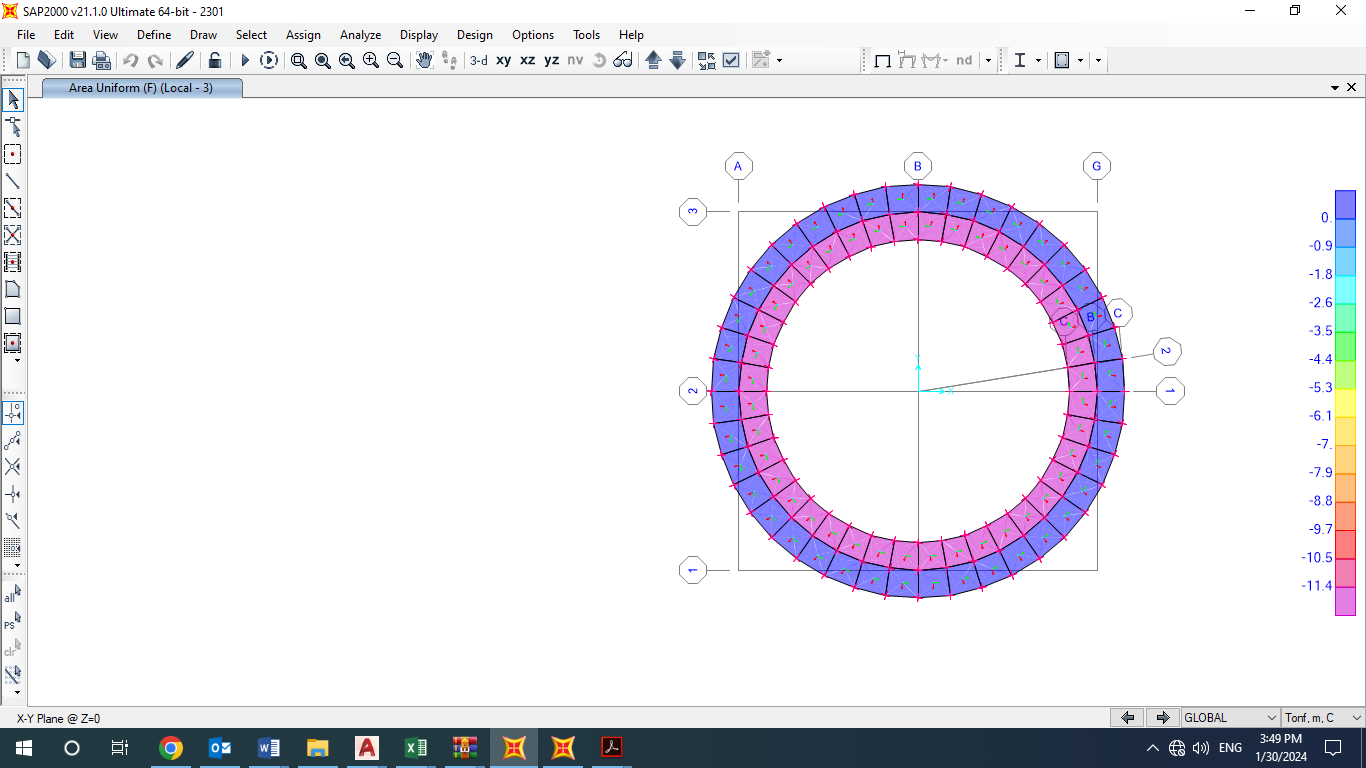 SAP2000 v21.1.0 Ultimate 64-bit - 2301
File Edit View Define Draw Select Assign Analyze Display Design Options Tools Help
3-d xy xz yz nv nd
Area Uniform (F) (Local - 3)
A B G
3
0.
-0.9
-1.8
-2.6
C B C
-3.5
2
-4.4
Y
2 X 1
-5.3
-6.1
-7.
-7.9
-8.8
-9.7
-10.5
1
-11.4
all
PS
clr
X-Y Plane @ Z=0
GLOBAL
Tonf, m, C
ENG
3:49 PM
1/30/2024